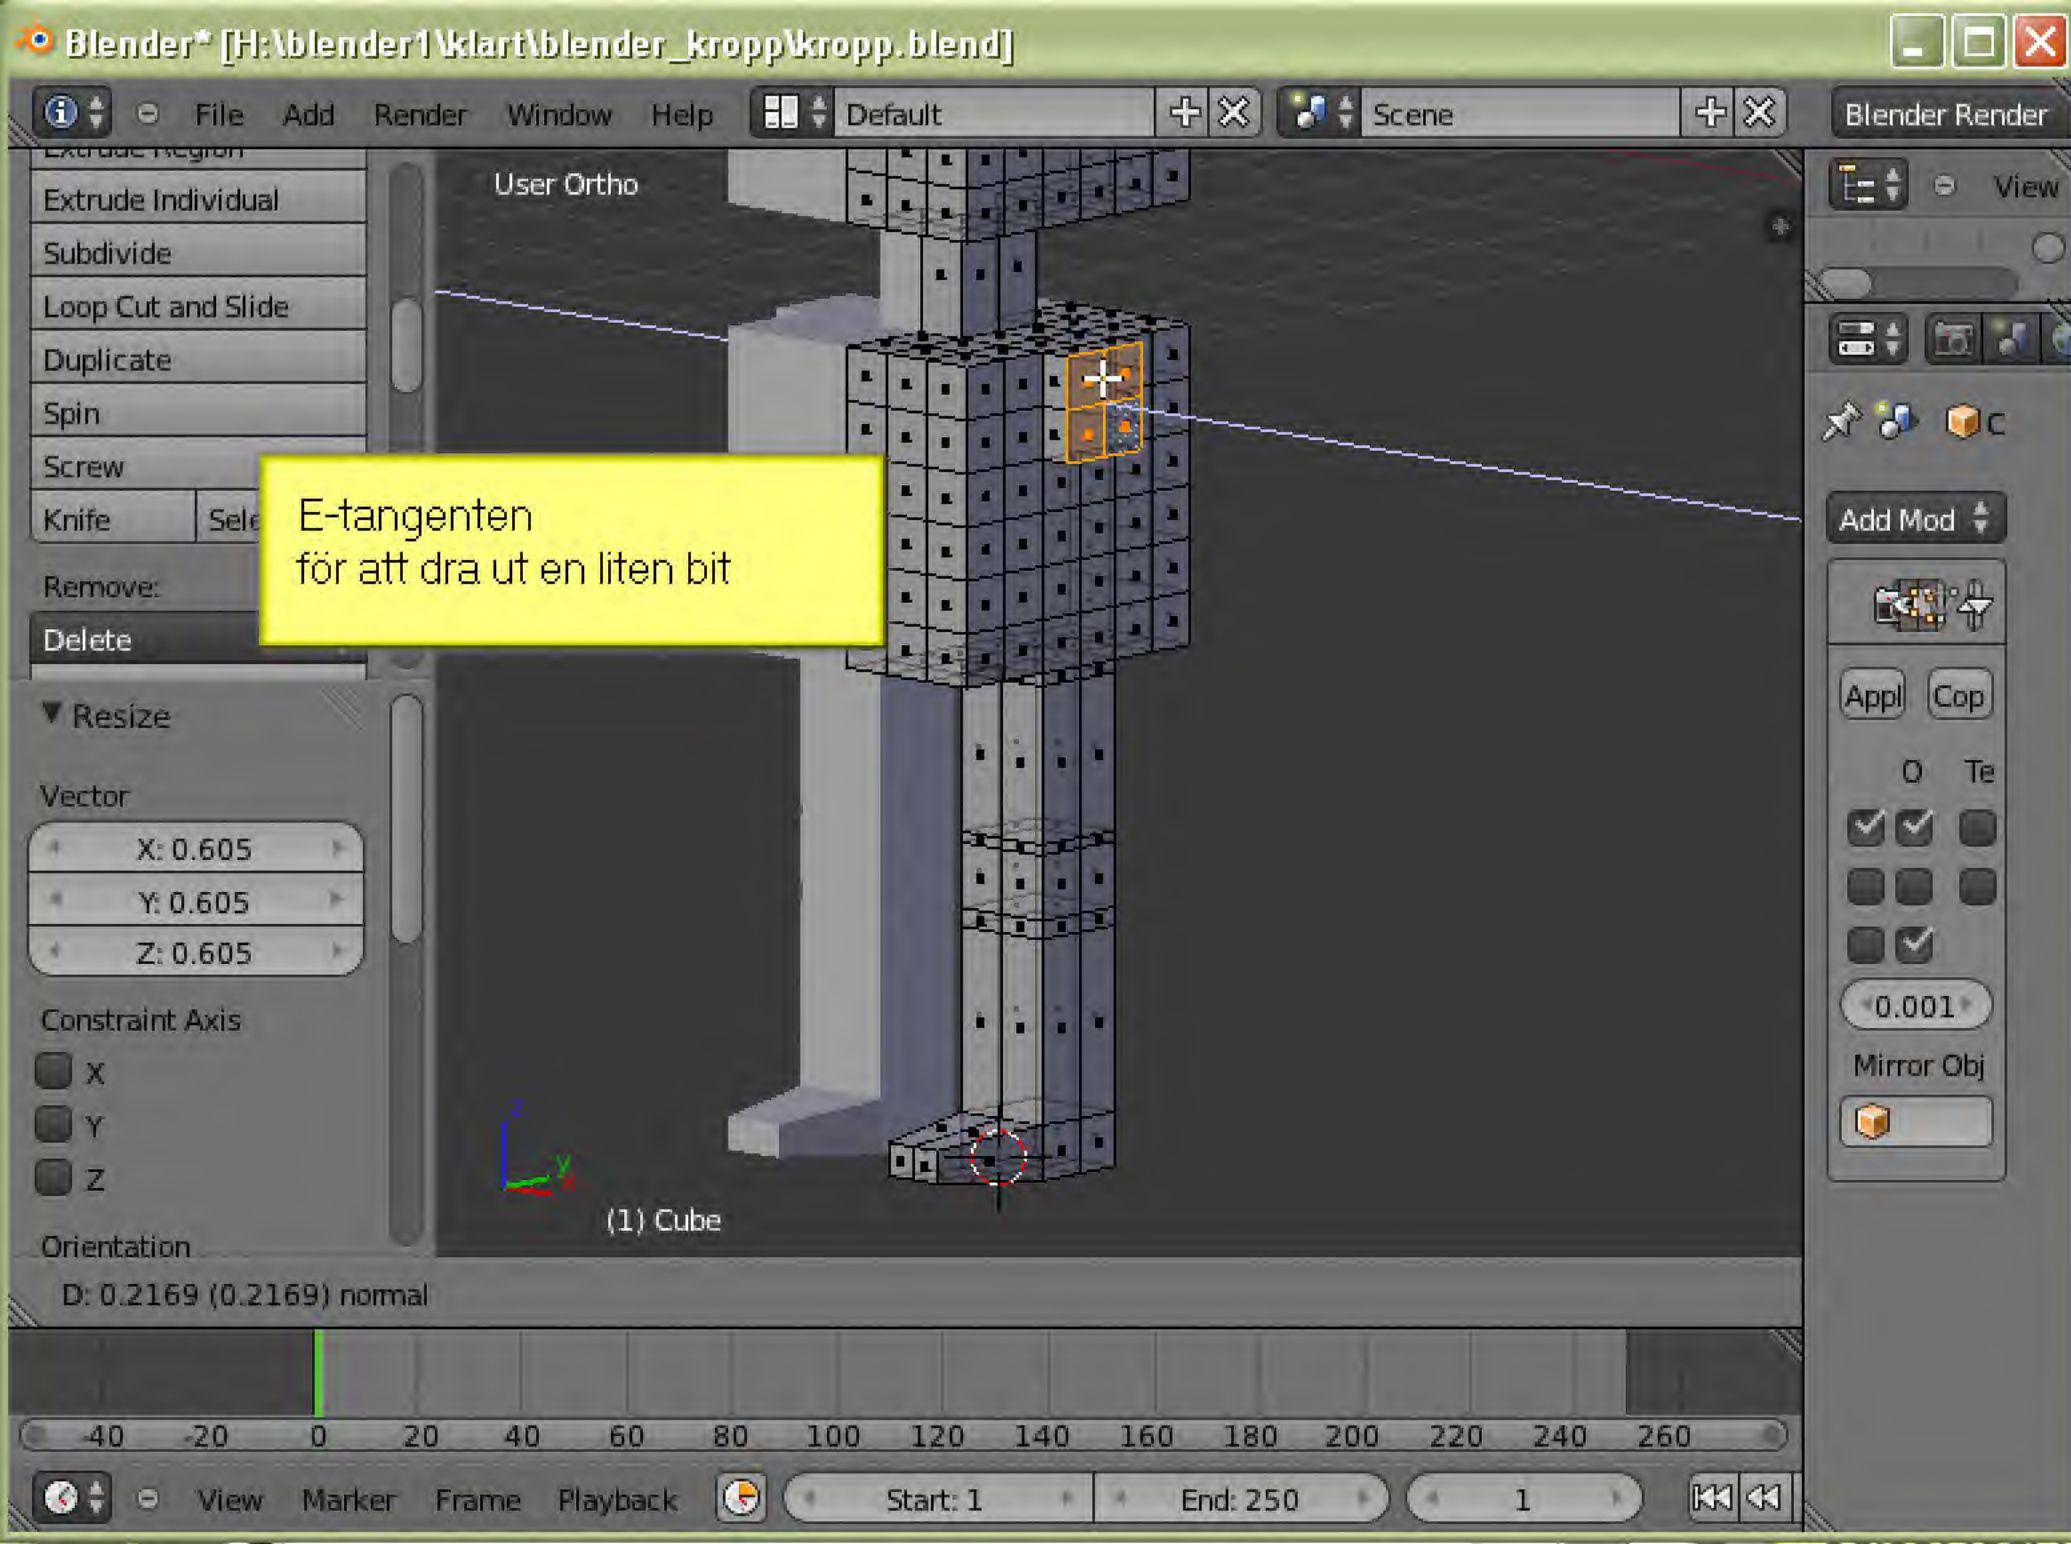 Blender* [H:\blender1\klart\blender_kropp\kropp.blend]
File Add Render Window Help Default Scene Blender Render
Extrude Region
Extrude Individual
Subdivide
Loop Cut and Slide
Duplicate
Spin
Screw
Knife Sele
Remove:
Delete
Resize
Vector
X: 0.605
Y: 0.605
Z: 0.605
Constraint Axis
X
Y
Z
Orientation
User Ortho
E-tangenten
för att dra ut en liten bit
z
y
x
(1) Cube
View
C
Add Mod
Appl Cop
O Te
0.001
Mirror Obj
D: 0.2169 (0.2169) normal
-40 -20 0 20 40 60 80 100 120 140 160 180 200 220 240 260
View Marker Frame Playback Start: 1 End: 250 1